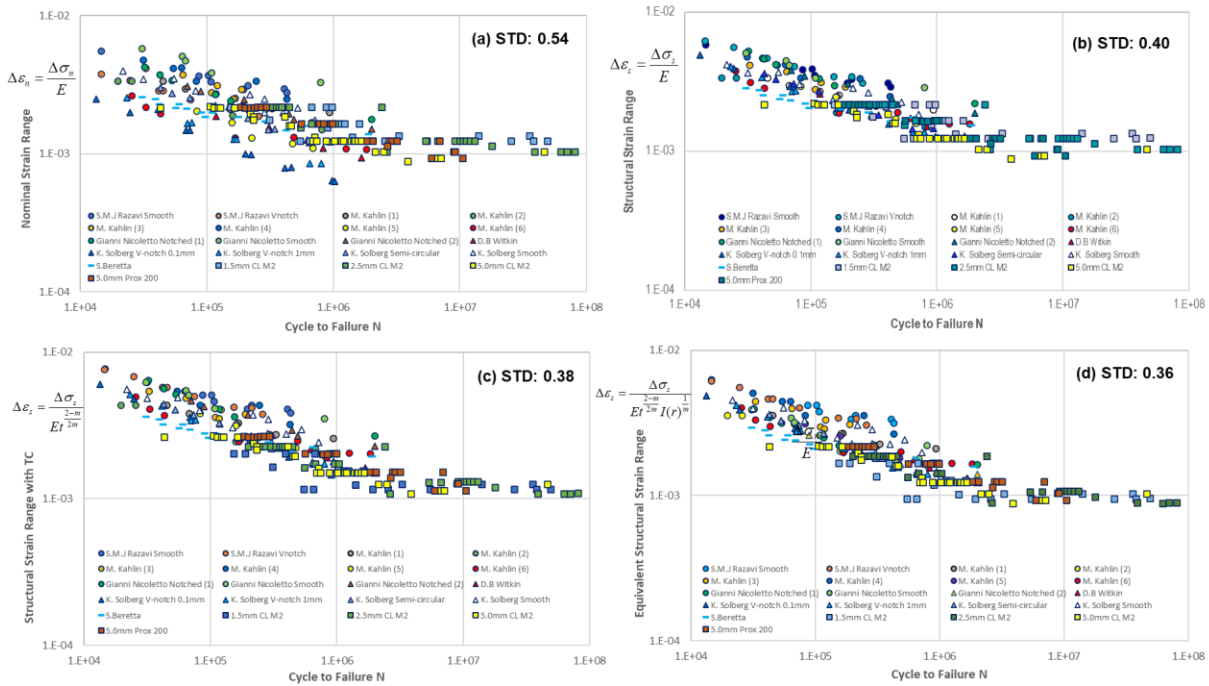 1.E-02
(a) STD: 0.54
Δεₙ = Δσₙ / E
Nominal Strain Range
1.E-03
S.M.J Razavi Smooth S.M.J Razavi Vnotch M. Kahlin (1) M. Kahlin (2)
M. Kahlin (3) M. Kahlin (4) M. Kahlin (5) M. Kahlin (6)
Gianni Nicoletto Notched (1) Gianni Nicoletto Smooth Gianni Nicoletto Notched (2) D.B Witkin
K. Solberg V-notch 0.1mm K. Solberg V-notch 1mm K. Solberg Semi-circular K. Solberg Smooth
S.Beretta 1.5mm CL M2 2.5mm CL M2 5.0mm CL M2
5.0mm Prox 200
1.E-04
1.E+04 1.E+05 1.E+06 1.E+07 1.E+08
Cycle to Failure N
1.E-02
(b) STD: 0.40
Δεₛ = Δσₛ / E
Structural Strain Range
1.E-03
S.M.J Razavi Smooth S.M.J Razavi Vnotch M. Kahlin (1) M. Kahlin (2)
M. Kahlin (3) M. Kahlin (4) M. Kahlin (5) M. Kahlin (6)
Gianni Nicoletto Notched (1) Gianni Nicoletto Smooth Gianni Nicoletto Notched (2) D.B Witkin
K. Solberg V-notch 0.1mm K. Solberg V-notch 1mm K. Solberg Semi-circular K. Solberg Smooth
S.Beretta 1.5mm CL M2 2.5mm CL M2 5.0mm CL M2
5.0mm Prox 200
1.E-04
1.E+04 1.E+05 1.E+06 1.E+07 1.E+08
Cycle to Failure N
1.E-02
(c) STD: 0.38
Δεₛ = Δσₛ / Et^((2-m)/2m)
Structural Strain Range with TC
1.E-03
S.M.J Razavi Smooth S.M.J Razavi Vnotch M. Kahlin (1) M. Kahlin (2)
M. Kahlin (3) M. Kahlin (4) M. Kahlin (5) M. Kahlin (6)
Gianni Nicoletto Notched (1) Gianni Nicoletto Smooth Gianni Nicoletto Notched (2) D.B Witkin
K. Solberg V-notch 0.1mm K. Solberg V-notch 1mm K. Solberg Semi-circular K. Solberg Smooth
S.Beretta 1.5mm CL M2 2.5mm CL M2 5.0mm CL M2
5.0mm Prox 200
1.E-04
1.E+04 1.E+05 1.E+06 1.E+07 1.E+08
Cycle to Failure N
1.E-02
(d) STD: 0.36
Δεₛ = Δσₛ / Et^((2-m)/2m) I(r)^(1/m)
E
Equivalent Structural Strain Range
1.E-03
S.M.J Razavi Smooth S.M.J Razavi Vnotch M. Kahlin (1) M. Kahlin (2)
M. Kahlin (3) M. Kahlin (4) M. Kahlin (5) M. Kahlin (6)
Gianni Nicoletto Notched (1) Gianni Nicoletto Smooth Gianni Nicoletto Notched (2) D.B Witkin
K. Solberg V-notch 0.1mm K. Solberg V-notch 1mm K. Solberg Semi-circular K. Solberg Smooth
S.Beretta 1.5mm CL M2 2.5mm CL M2 5.0mm CL M2
5.0mm Prox 200
1.E-04
1.E+04 1.E+05 1.E+06 1.E+07 1.E+08
Cycle to Failure N